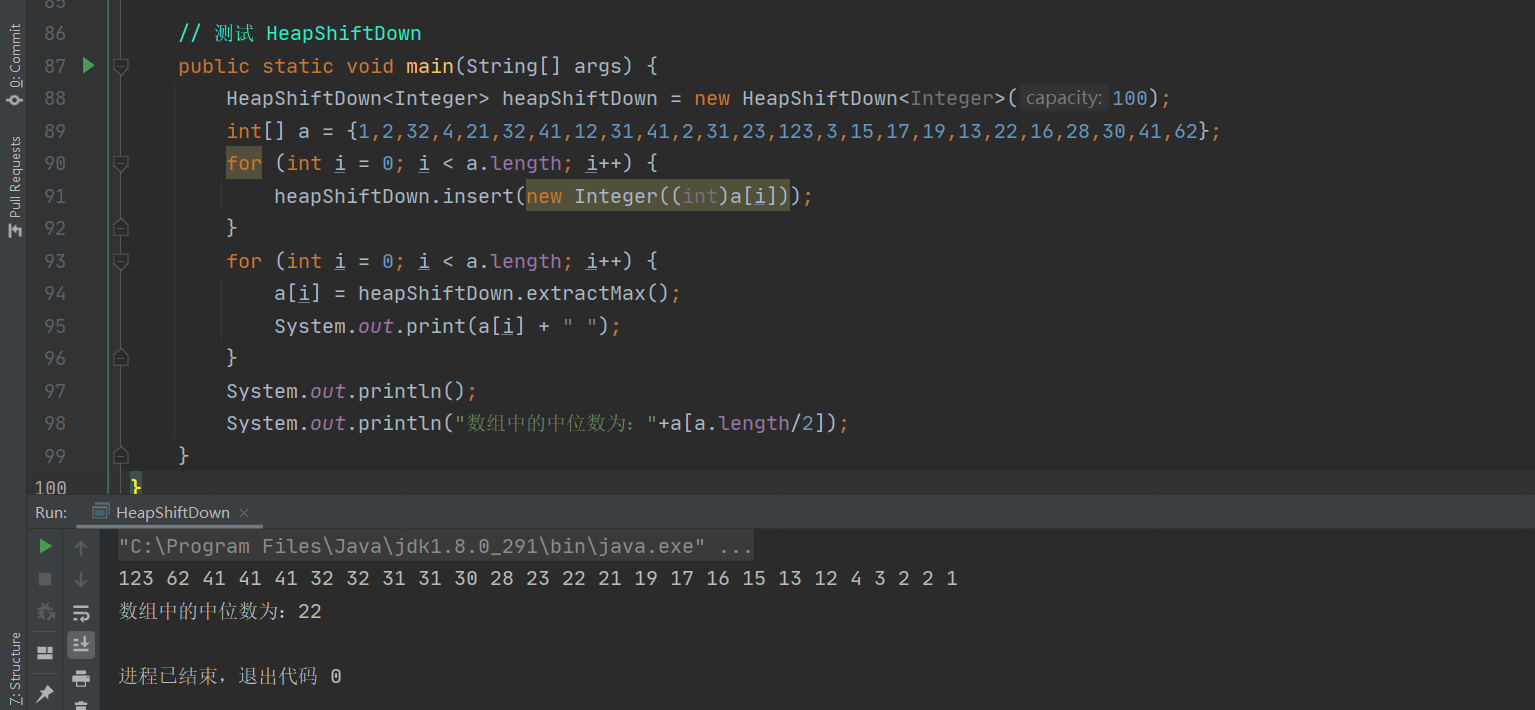 85
86 // 测试 HeapShiftDown
87 public static void main(String[] args) {
88 HeapShiftDown<Integer> heapShiftDown = new HeapShiftDown<Integer>( capacity: 100);
89 int[] a = {1,2,32,4,21,32,41,12,31,41,2,31,23,123,3,15,17,19,13,22,16,28,30,41,62};
90 for (int i = 0; i < a.length; i++) {
91 heapShiftDown.insert(new Integer((int)a[i]));
92 }
93 for (int i = 0; i < a.length; i++) {
94 a[i] = heapShiftDown.extractMax();
95 System.out.print(a[i] + " ");
96 }
97 System.out.println();
98 System.out.println("数组中的中位数为："+a[a.length/2]);
99 }
100 }
0: Commit
Pull Requests
Z: Structure
Run: HeapShiftDown ×
"C:\Program Files\Java\jdk1.8.0_291\bin\java.exe" ...
123 62 41 41 41 32 32 31 31 30 28 23 22 21 19 17 16 15 13 12 4 3 2 2 1
数组中的中位数为：22
进程已结束，退出代码 0